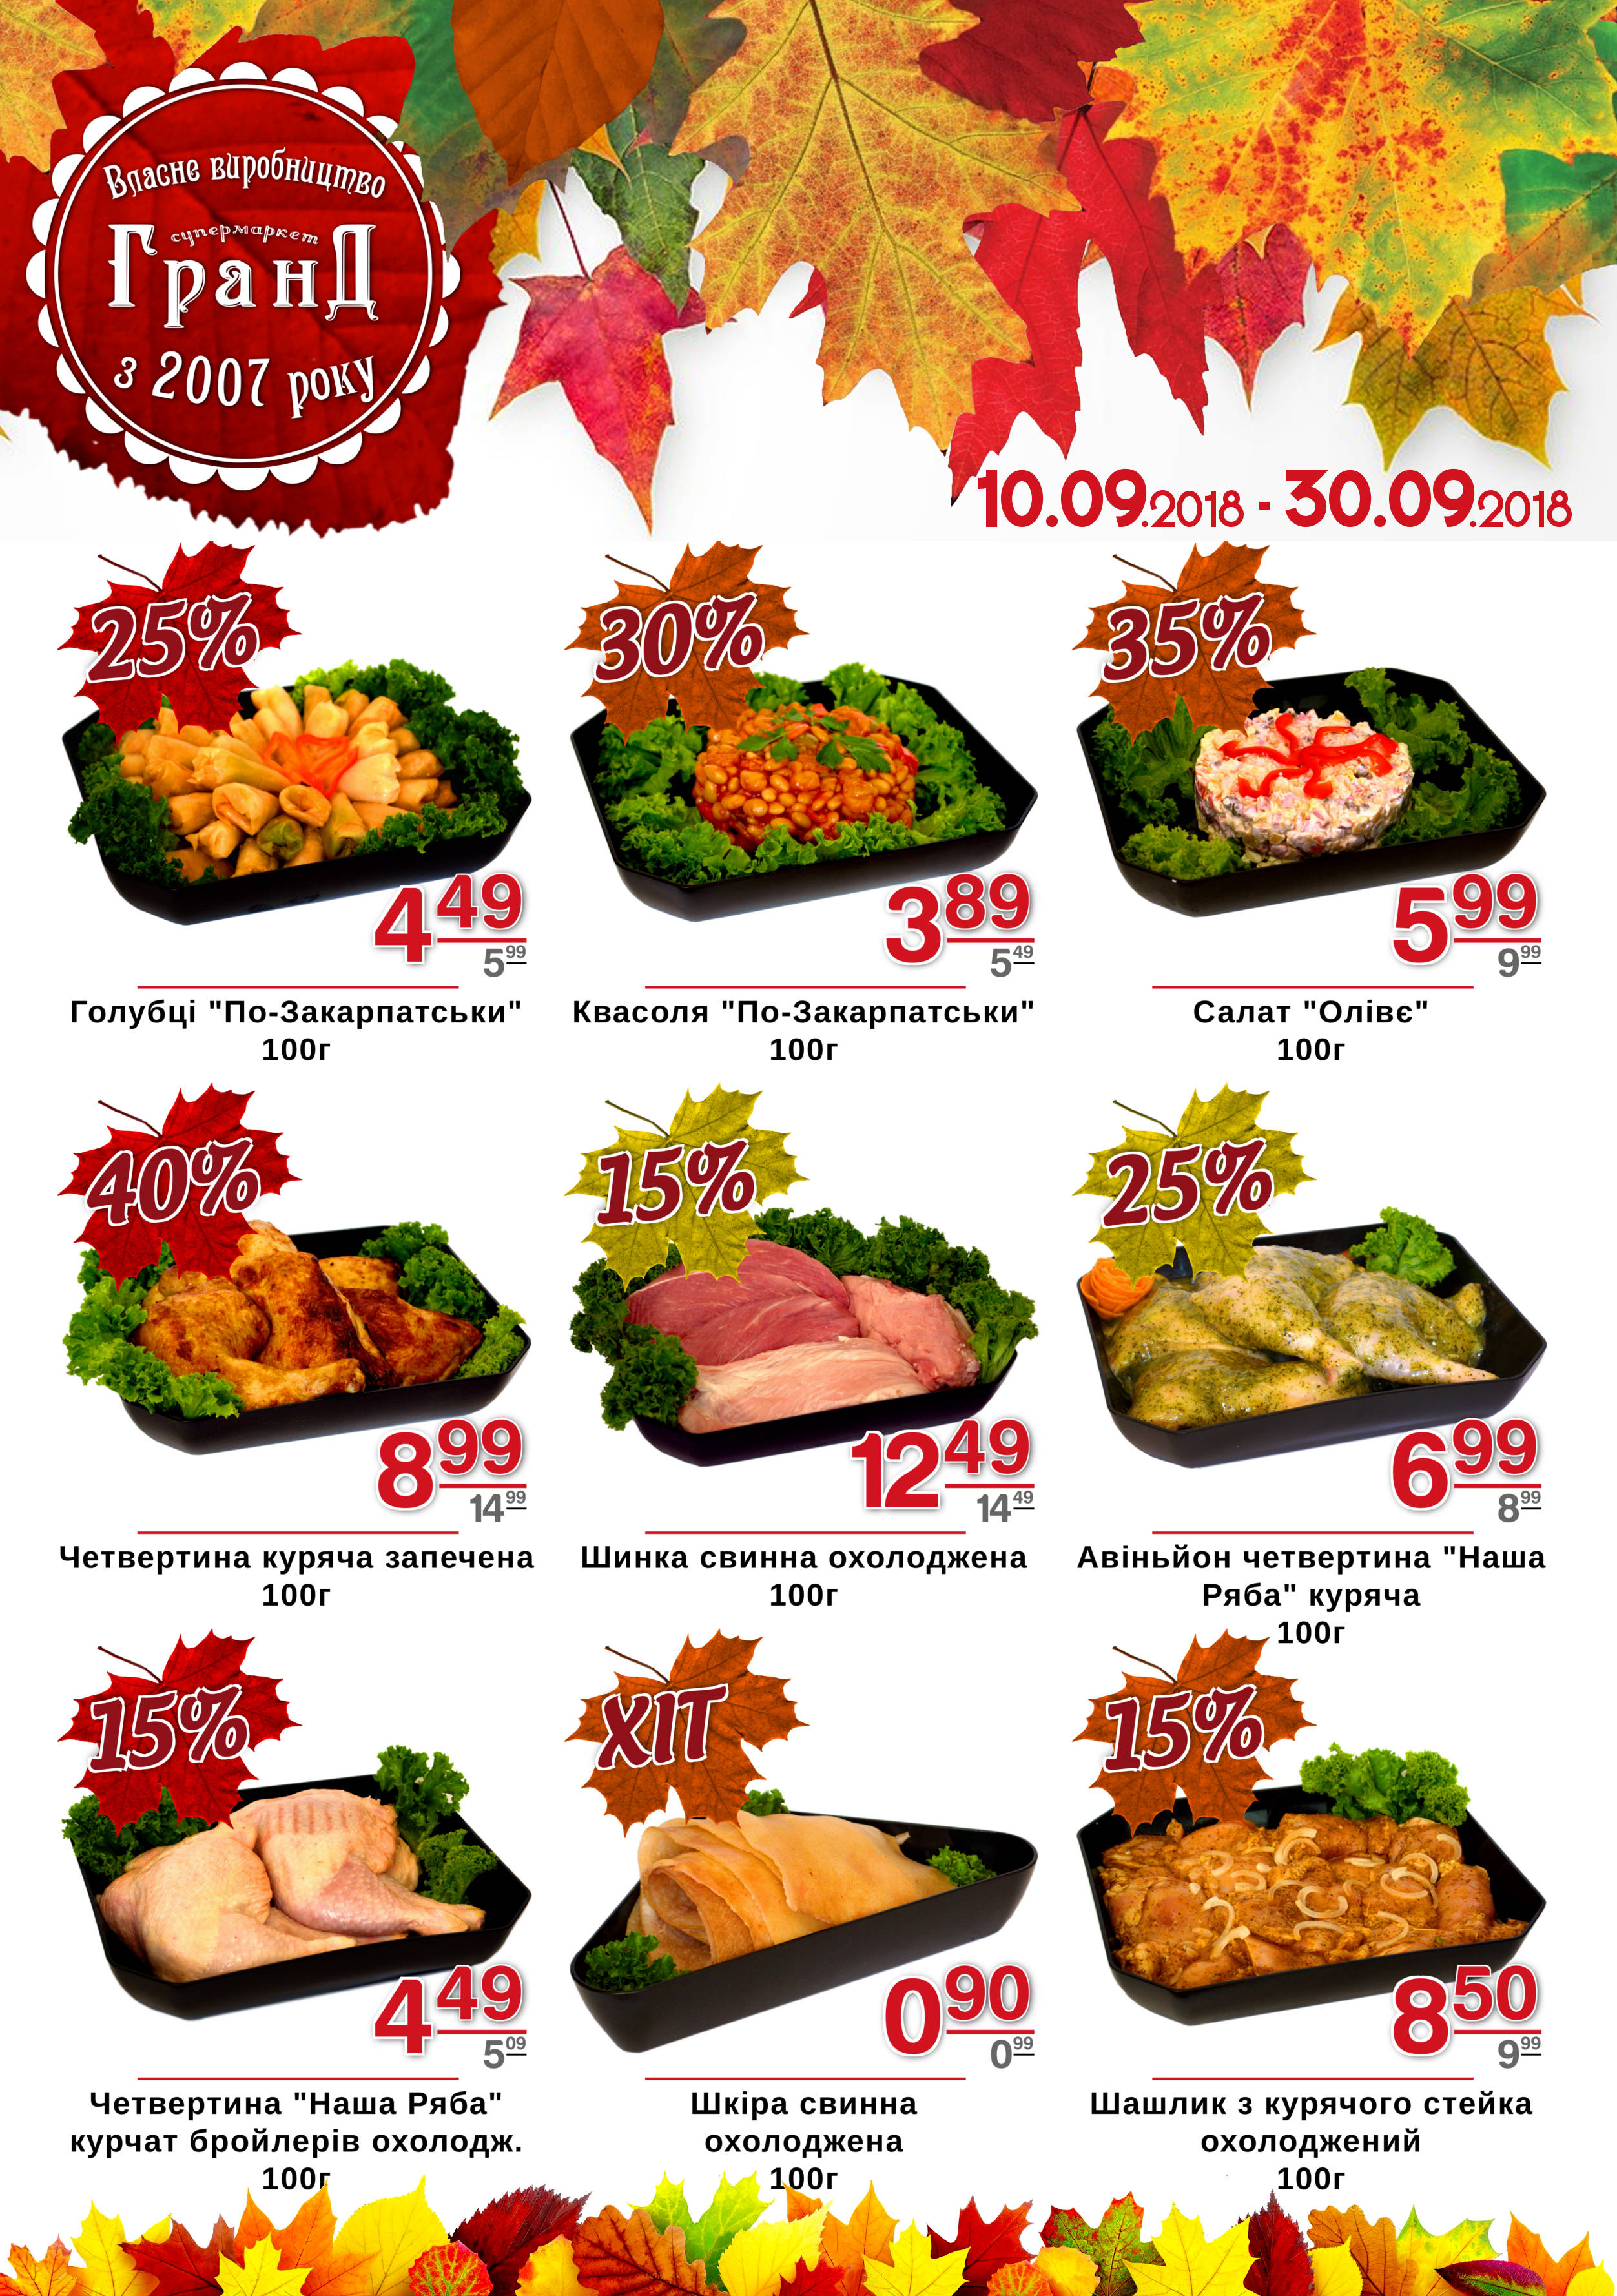 Власне виробництво
супермаркет
Гранд
з 2007 року
10.09.2018 - 30.09.2018
25%
4 49
5 99
Голубці "По-Закарпатськи"
100г
30%
3 89
5 49
Квасоля "По-Закарпатськи"
100г
35%
5 99
9 99
Салат "Олівє"
100г
40%
8 99
14 99
Четвертина куряча запечена
100г
15%
12 49
14 49
Шинка свинна охолоджена
100г
25%
6 99
8 99
Авіньйон четвертина "Наша
Ряба" куряча
100г
15%
4 49
5 09
Четвертина "Наша Ряба"
курчат бройлерів охолодж.
100г
ХІТ
0 90
0 99
Шкіра свинна
охолоджена
100г
15%
8 50
9 99
Шашлик з курячого стейка
охолоджений
100г